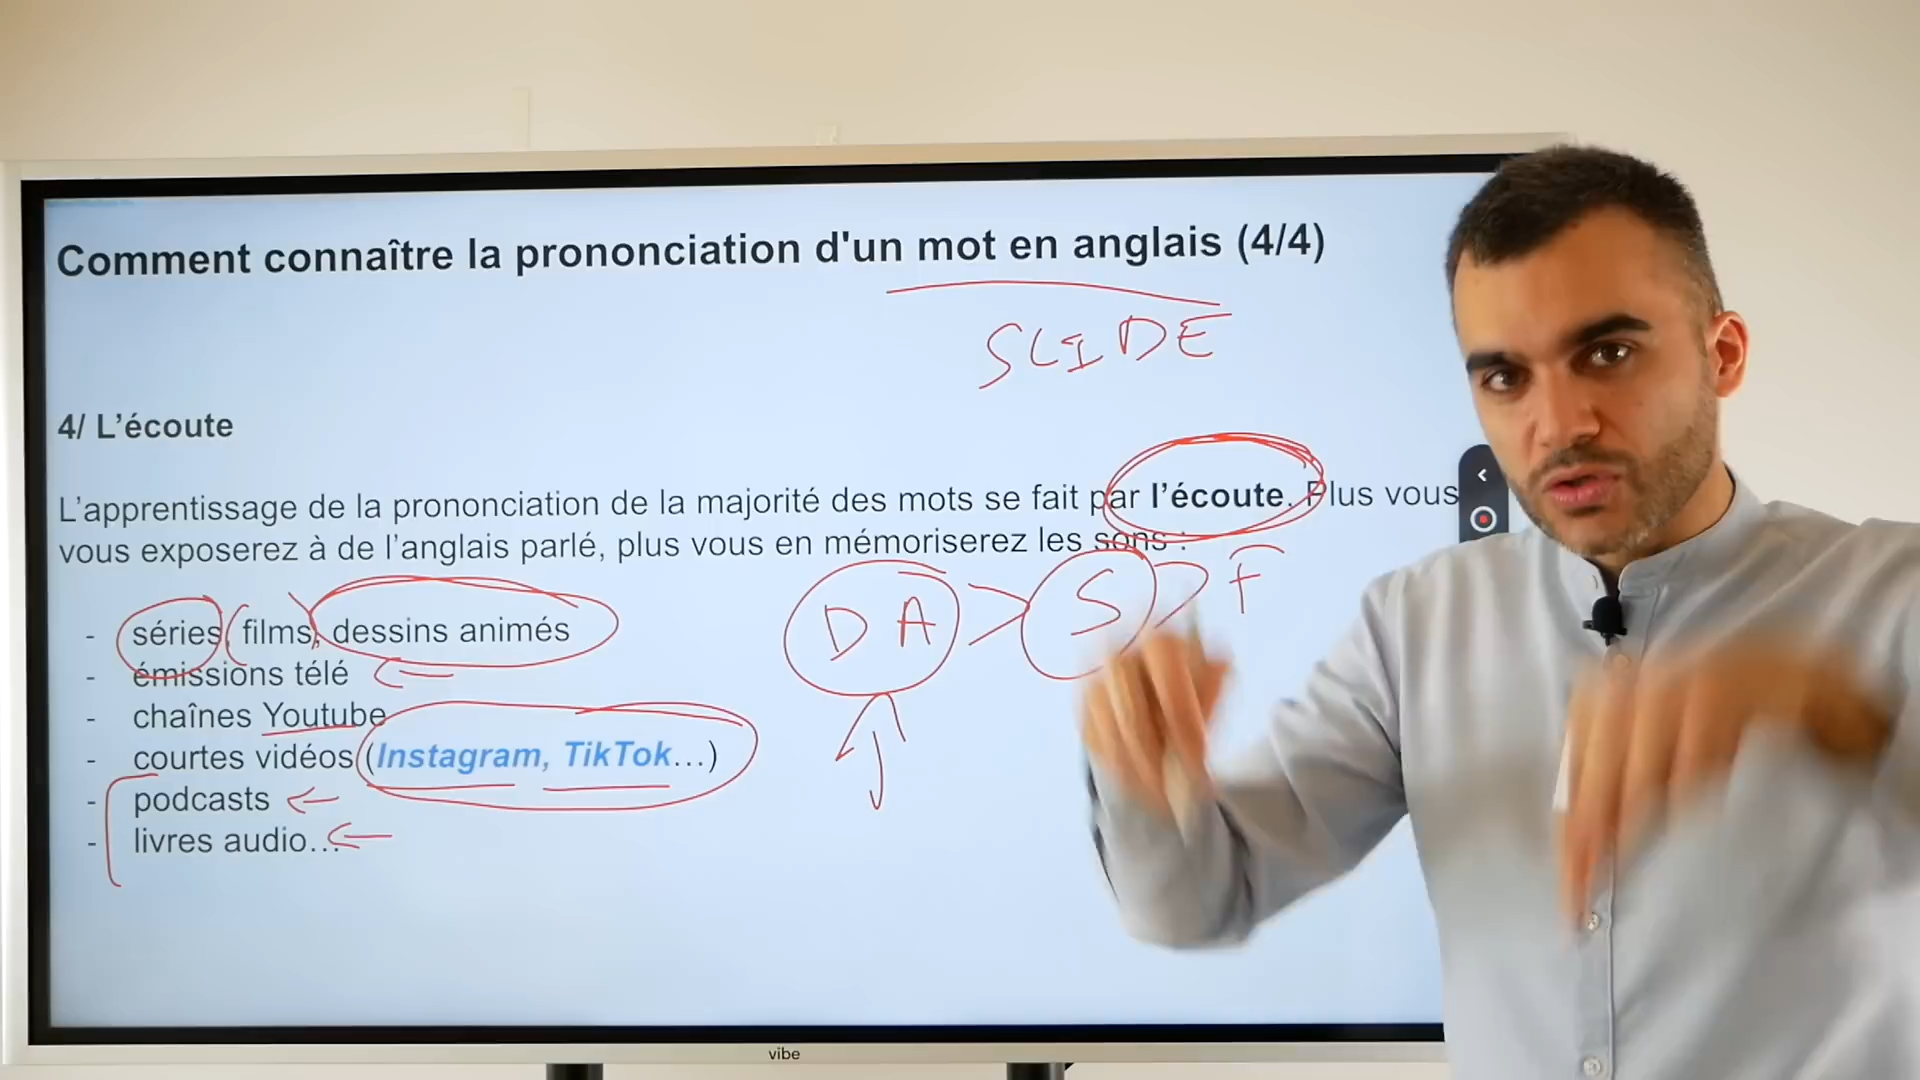 Comment connaître la prononciation d'un mot en anglais (4/4)
SLIDE
4/ L'écoute
L'apprentissage de la prononciation de la majorité des mots se fait par l'écoute. Plus vous
vous exposerez à de l'anglais parlé, plus vous en mémoriserez les sons :
DA > S > F
- séries, films, dessins animés
- émissions télé
- chaînes Youtube
- courtes vidéos (Instagram, TikTok...)
- podcasts
- livres audio...
vibe